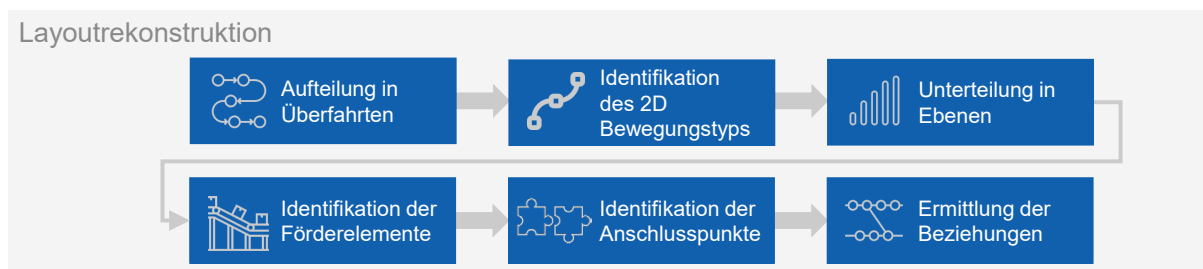 Layoutrekonstruktion
Aufteilung in
Überfahrten
Identifikation
des 2D
Bewegungstyps
Unterteilung in
Ebenen
Identifikation der
Förderelemente
Identifikation der
Anschlusspunkte
Ermittlung der
Beziehungen